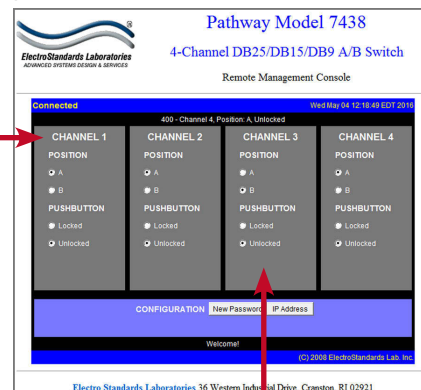 Pathway Model 7438
ElectroStandards Laboratories
ADVANCED SYSTEMS DESIGN & SERVICES
4-Channel DB25/DB15/DB9 A/B Switch
Remote Management Console
Connected
Wed May 04 12:18:49 EDT 2016
400 - Channel 4, Position: A, Unlocked
CHANNEL 1
POSITION
A
B
PUSHBUTTON
Locked
Unlocked
CHANNEL 2
POSITION
A
B
PUSHBUTTON
Locked
Unlocked
CHANNEL 3
POSITION
A
B
PUSHBUTTON
Locked
Unlocked
CHANNEL 4
POSITION
A
B
PUSHBUTTON
Locked
Unlocked
CONFIGURATION New Password IP Address
Welcome!
(C) 2008 ElectroStandards Lab. Inc.
Electro Standards Laboratories 36 Western Industrial Drive, Cranston, RI 02921